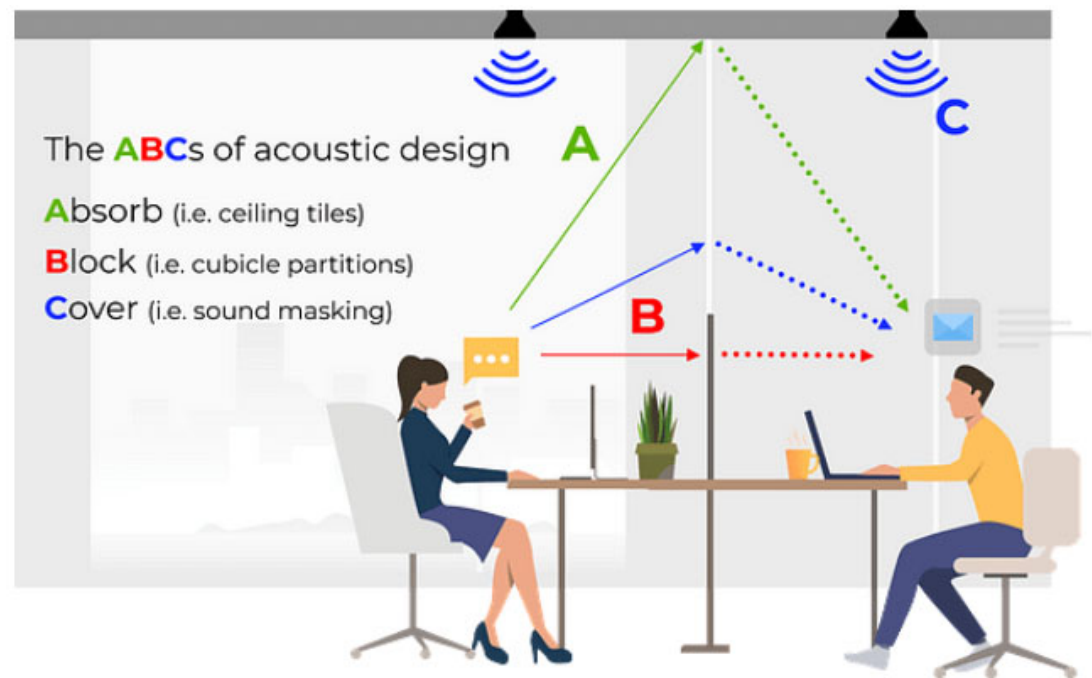 The ABCs of acoustic design
Absorb (i.e. ceiling tiles)
Block (i.e. cubicle partitions)
Cover (i.e. sound masking)
A
B
C